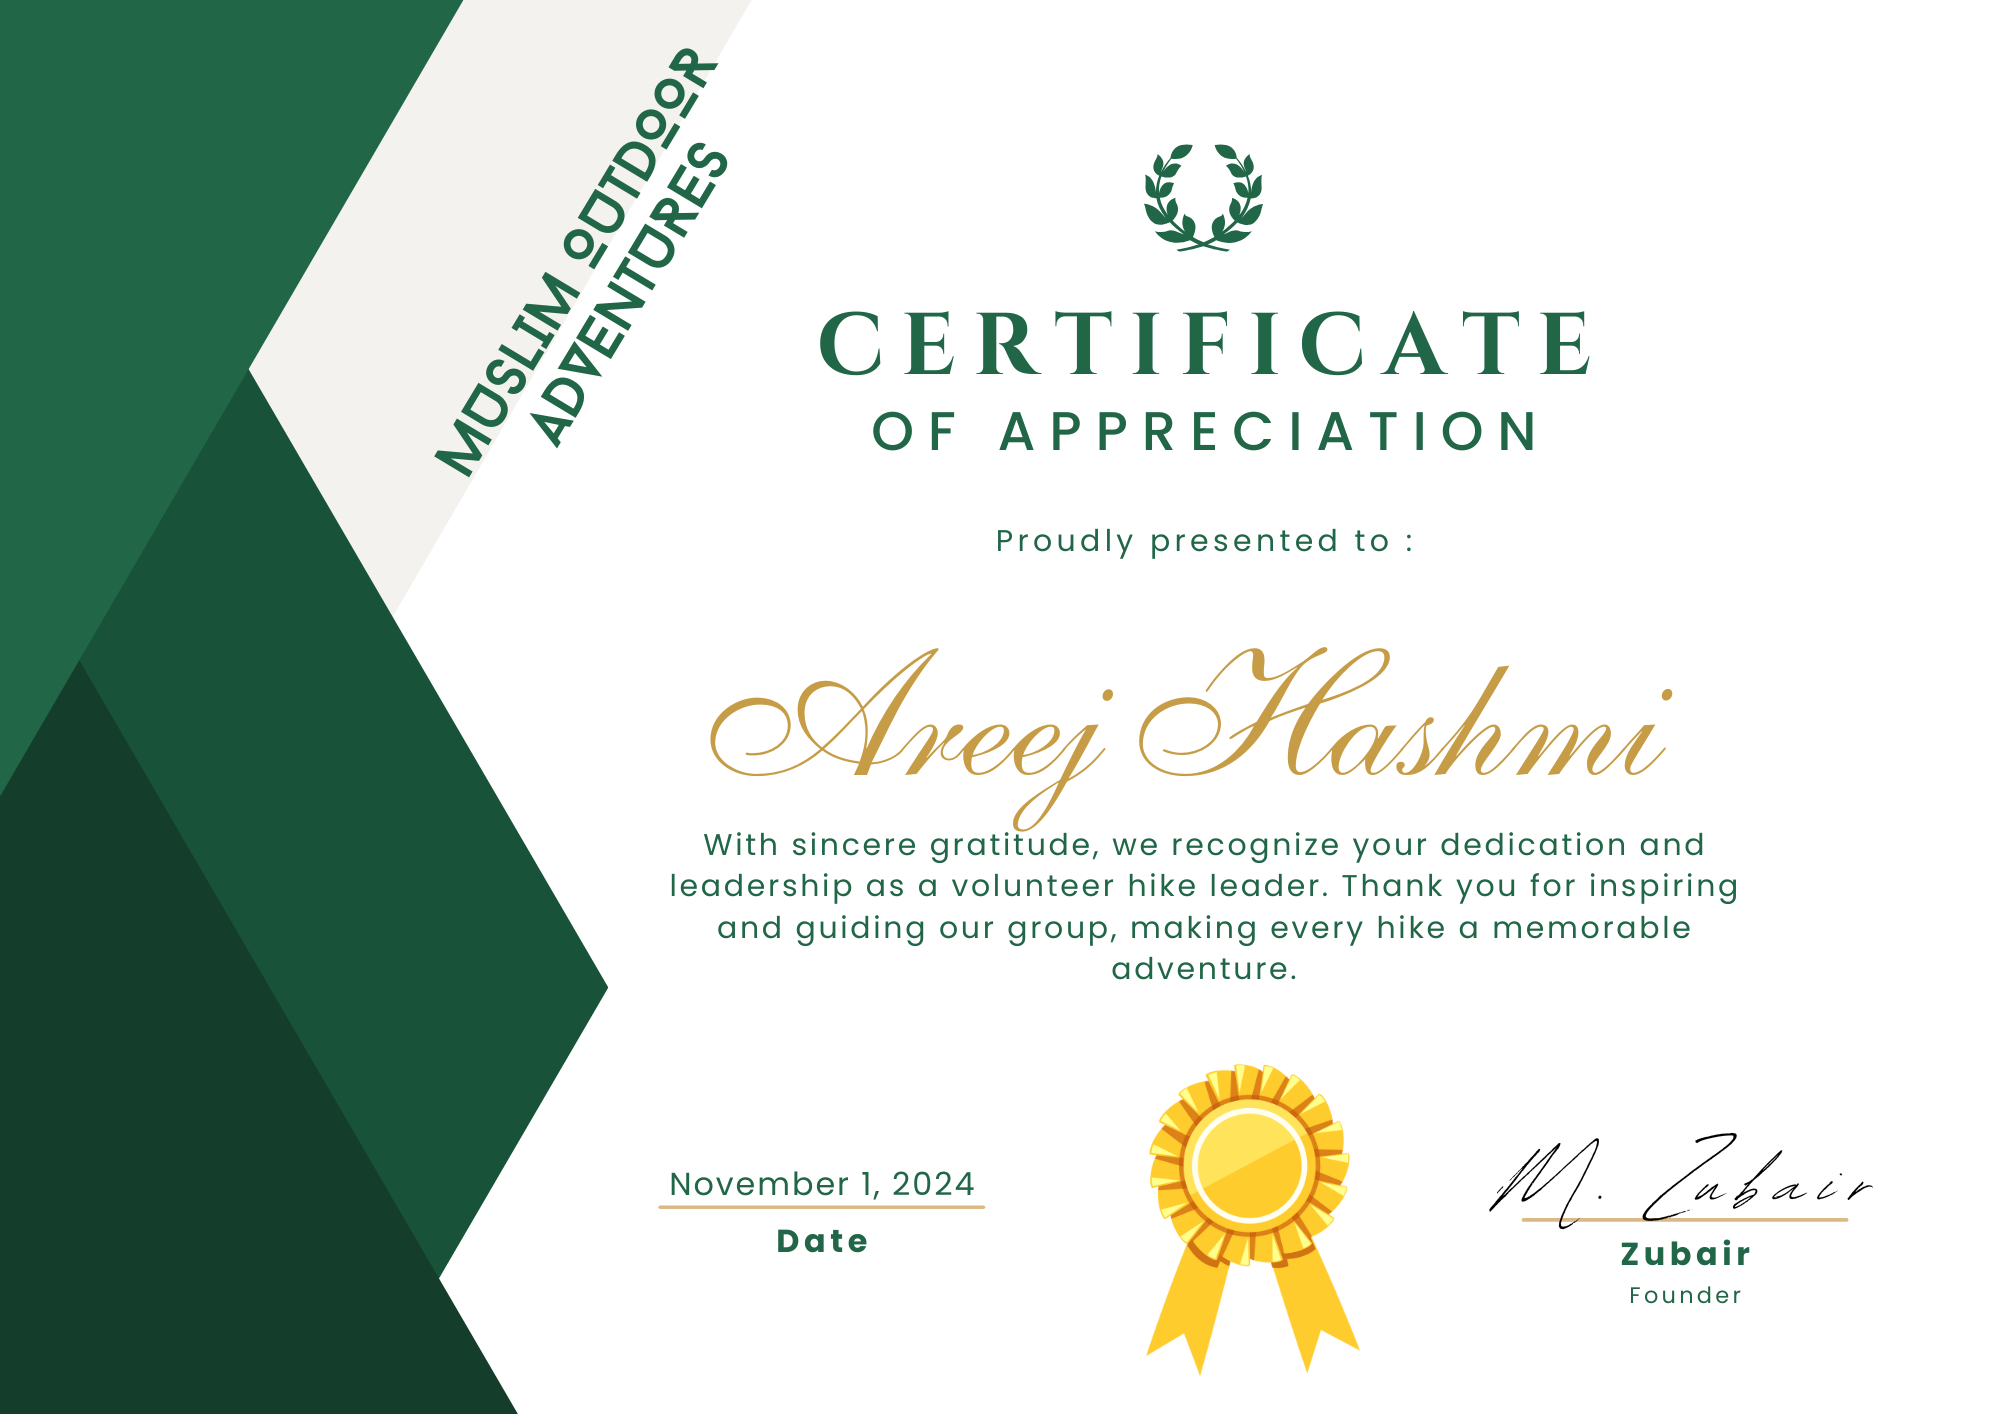 MUSLIM OUTDOOR
ADVENTURES
CERTIFICATE
OF APPRECIATION
Proudly presented to :
Areej Hashmi
With sincere gratitude, we recognize your dedication and
leadership as a volunteer hike leader. Thank you for inspiring
and guiding our group, making every hike a memorable
adventure.
November 1, 2024
Date
M. Zubair
Zubair
Founder